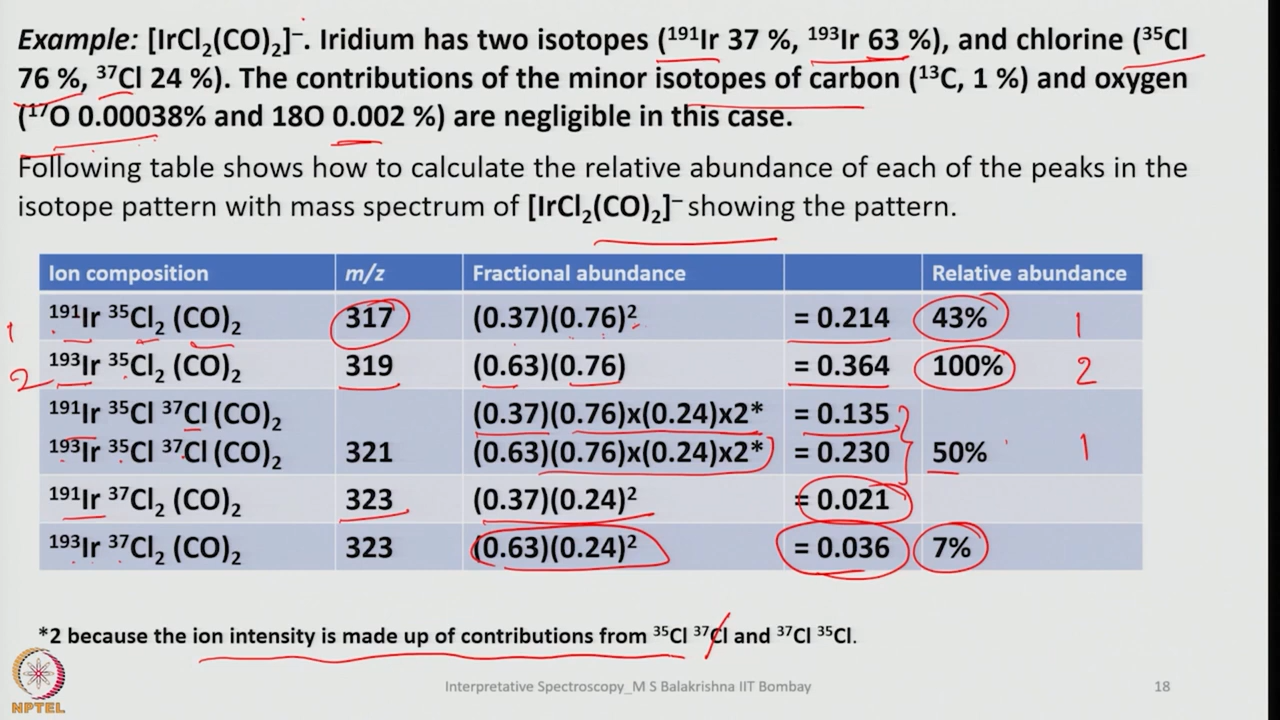 Example: [IrCl₂(CO)₂]⁻. Iridium has two isotopes (¹⁹¹Ir 37 %, ¹⁹³Ir 63 %), and chlorine (³⁵Cl
76 %, ³⁷Cl 24 %). The contributions of the minor isotopes of carbon (¹³C, 1 %) and oxygen
(¹⁷O 0.00038% and 18O 0.002 %) are negligible in this case.
Following table shows how to calculate the relative abundance of each of the peaks in the
isotope pattern with mass spectrum of [IrCl₂(CO)₂]⁻ showing the pattern.
Ion composition m/z Fractional abundance Relative abundance
1 ¹⁹¹Ir ³⁵Cl₂ (CO)₂ 317 (0.37)(0.76)² = 0.214 43% 1
2 ¹⁹³Ir ³⁵Cl₂ (CO)₂ 319 (0.63)(0.76) = 0.364 100% 2
¹⁹¹Ir ³⁵Cl ³⁷Cl (CO)₂ (0.37)(0.76)x(0.24)x2* = 0.135
¹⁹³Ir ³⁵Cl ³⁷Cl (CO)₂ 321 (0.63)(0.76)x(0.24)x2* = 0.230 50% 1
¹⁹¹Ir ³⁷Cl₂ (CO)₂ 323 (0.37)(0.24)² = 0.021
¹⁹³Ir ³⁷Cl₂ (CO)₂ 323 (0.63)(0.24)² = 0.036 7%
*2 because the ion intensity is made up of contributions from ³⁵Cl ³⁷Cl and ³⁷Cl ³⁵Cl.
Interpretative Spectroscopy_M S Balakrishna IIT Bombay 18
NPTEL